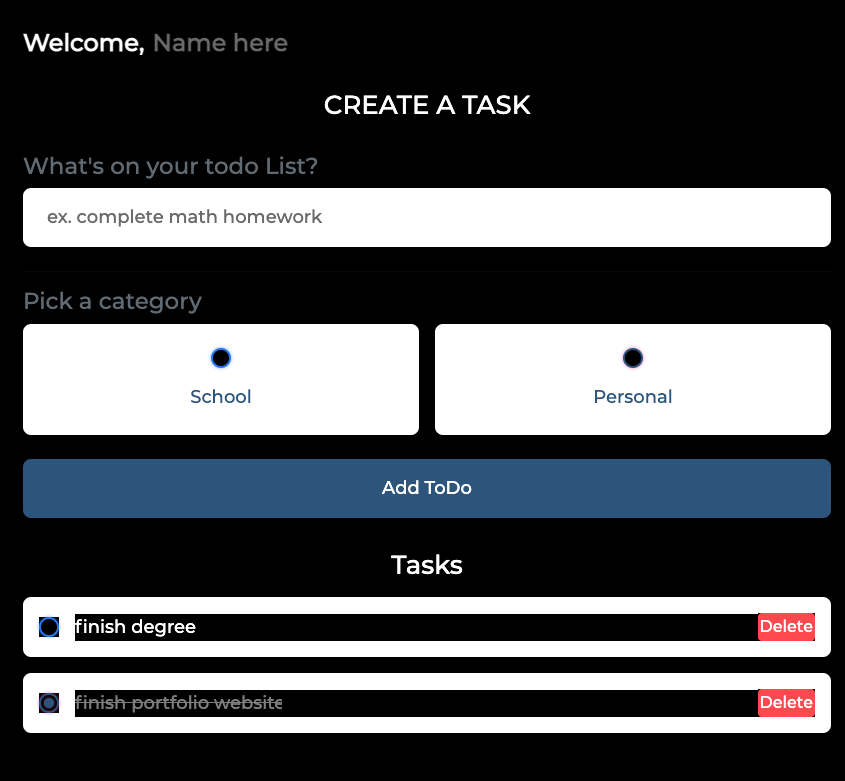 Welcome, Name here
CREATE A TASK
What's on your todo List?
ex. complete math homework
Pick a category
School
Personal
Add ToDo
Tasks
finish degree
Delete
finish portfolio website
Delete